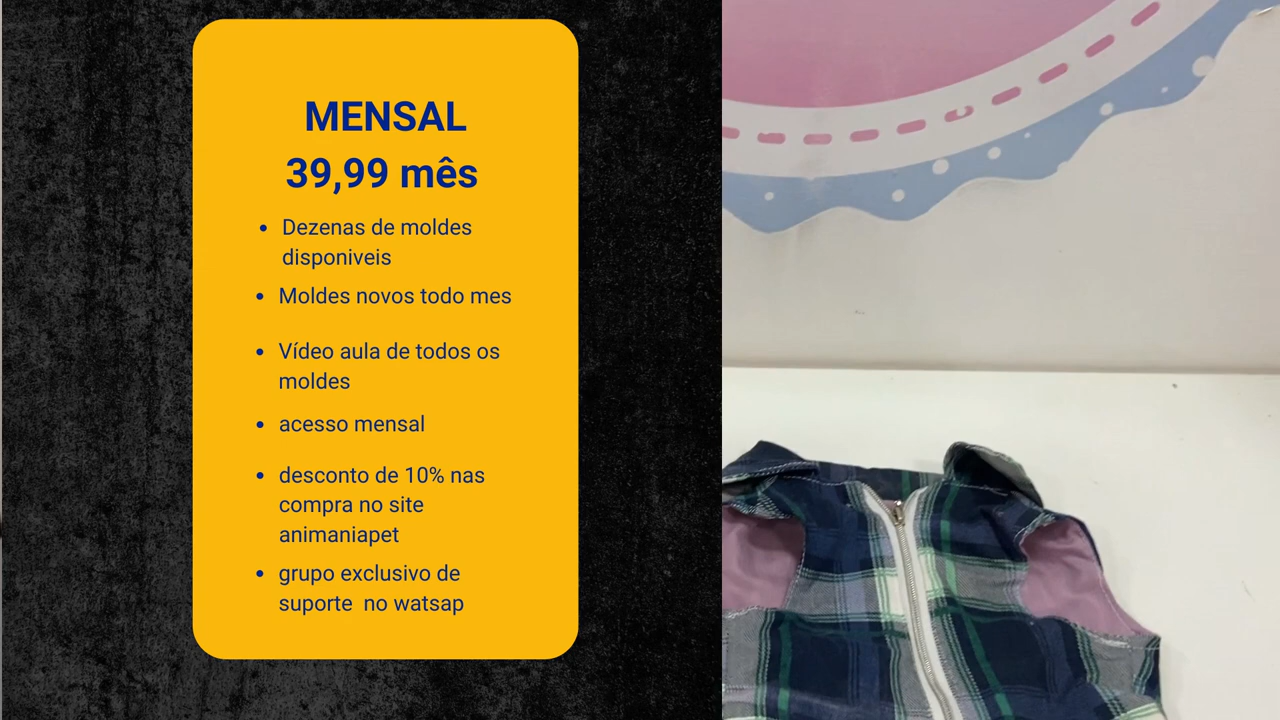 MENSAL
39,99 mês
• Dezenas de moldes
disponiveis
• Moldes novos todo mes
• Vídeo aula de todos os
moldes
• acesso mensal
• desconto de 10% nas
compra no site
animaniapet
• grupo exclusivo de
suporte no watsap